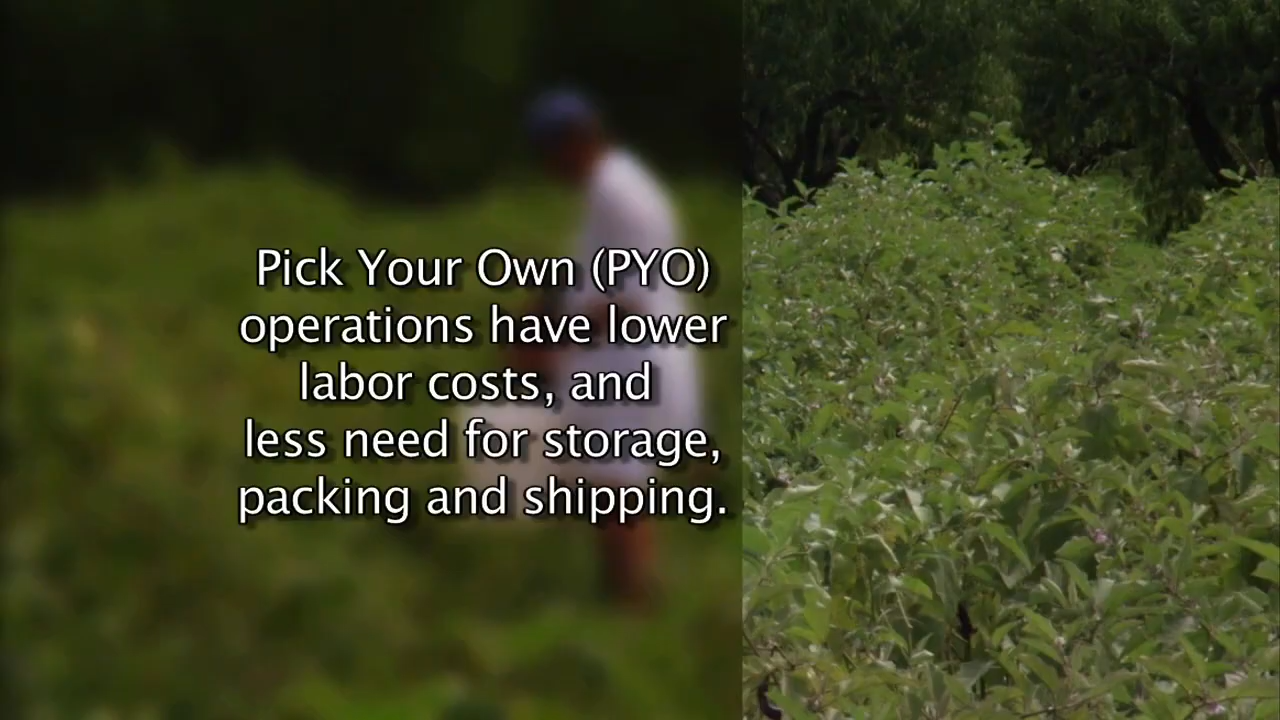 Pick Your Own (PYO)
operations have lower
labor costs, and
less need for storage,
packing and shipping.